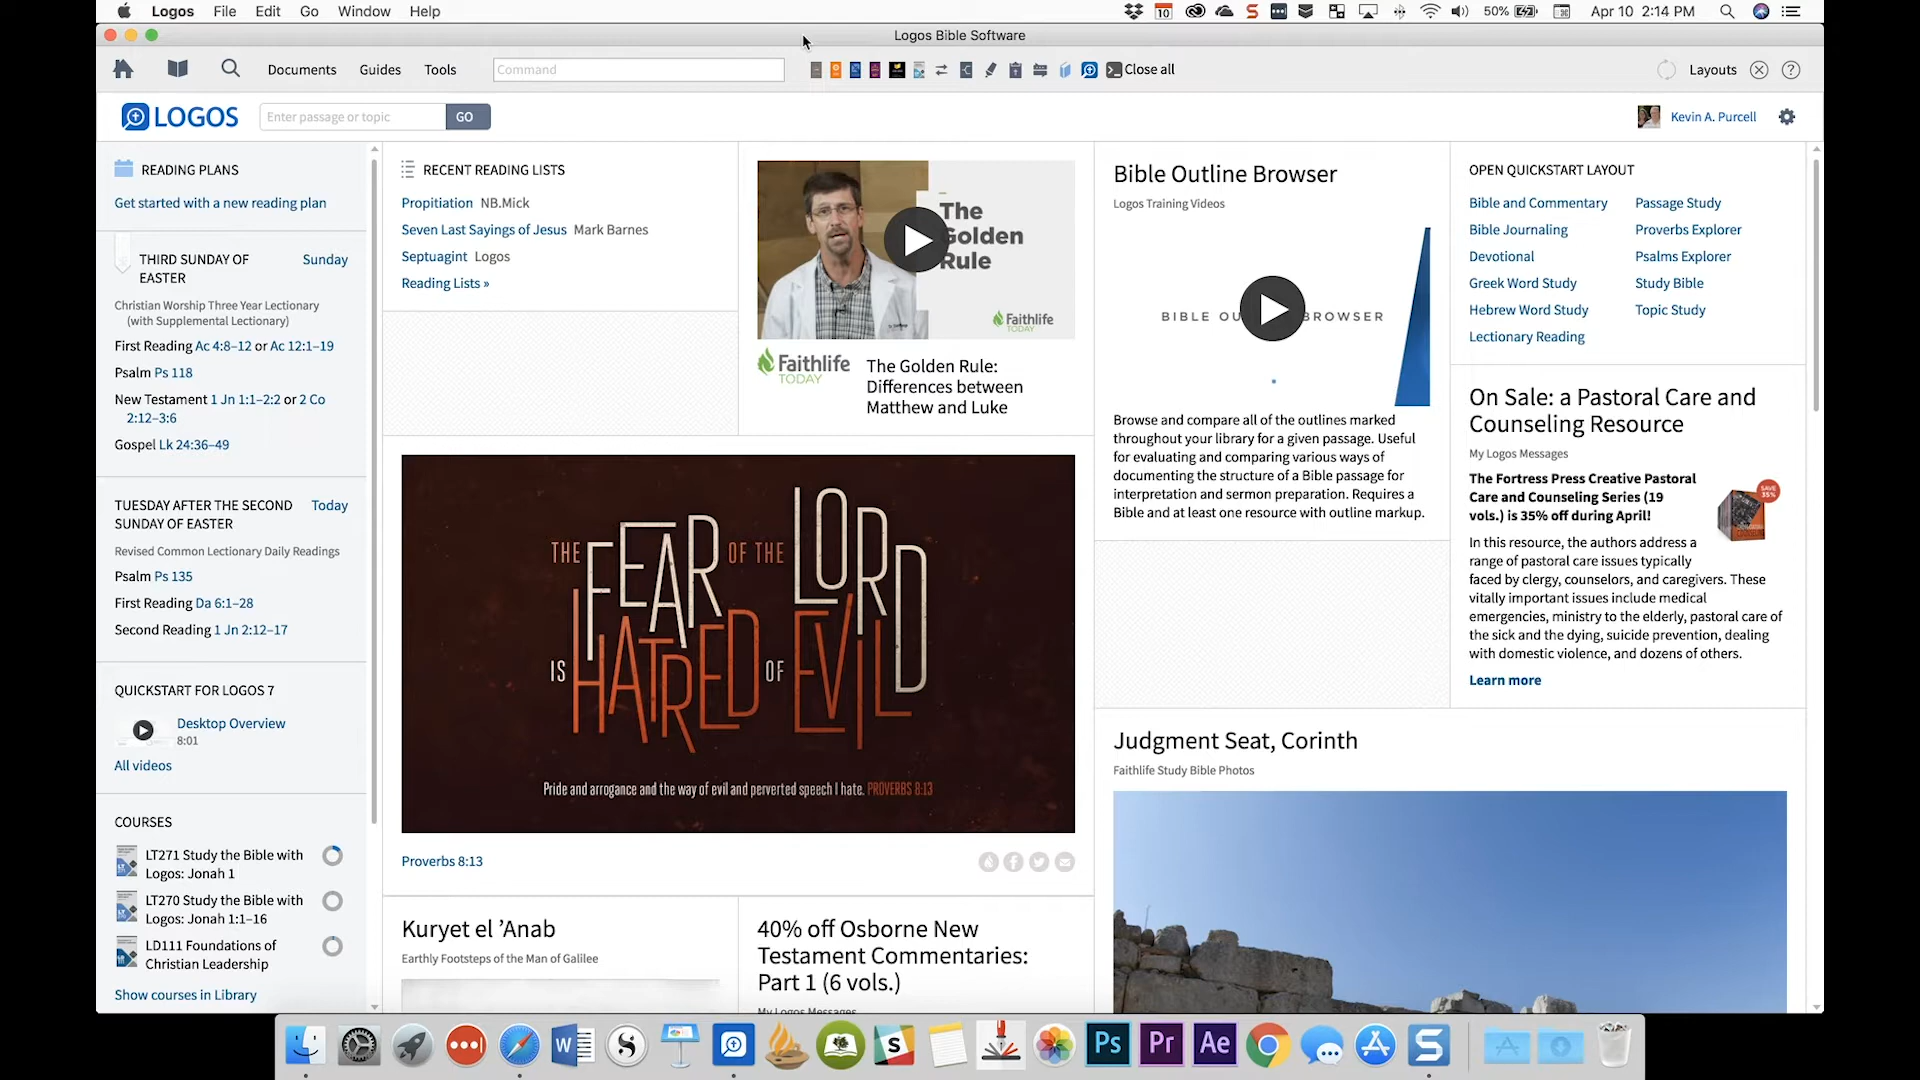 Logos File Edit Go Window Help
10 50% Apr 10 2:14 PM
Logos Bible Software
Documents Guides Tools Command Close all Layouts
LOGOS Enter passage or topic GO Kevin A. Purcell
READING PLANS
Get started with a new reading plan
THIRD SUNDAY OF Sunday
EASTER
Christian Worship Three Year Lectionary
(with Supplemental Lectionary)
First Reading Ac 4:8–12 or Ac 12:1–19
Psalm Ps 118
New Testament 1 Jn 1:1–2:2 or 2 Co
2:12–3:6
Gospel Lk 24:36–49
TUESDAY AFTER THE SECOND Today
SUNDAY OF EASTER
Revised Common Lectionary Daily Readings
Psalm Ps 135
First Reading Da 6:1–28
Second Reading 1 Jn 2:12–17
QUICKSTART FOR LOGOS 7
Desktop Overview
8:01
All videos
COURSES
LT271 Study the Bible with
Logos: Jonah 1
LT270 Study the Bible with
Logos: Jonah 1:1–16
LD111 Foundations of
Christian Leadership
Show courses in Library
RECENT READING LISTS
Propitiation NB.Mick
Seven Last Sayings of Jesus Mark Barnes
Septuagint Logos
Reading Lists »
The
Golden
Rule
Faithlife
TODAY
Faithlife
TODAY
The Golden Rule:
Differences between
Matthew and Luke
THE FEAR OF THE LORD
IS HATRED OF EVIL
Pride and arrogance and the way of evil and perverted speech I hate. PROVERBS 8:13
Proverbs 8:13
Kuryet el ’Anab
Earthly Footsteps of the Man of Galilee
40% off Osborne New
Testament Commentaries:
Part 1 (6 vols.)
My Logos Messages
Bible Outline Browser
Logos Training Videos
BIBLE OU BROWSER
Browse and compare all of the outlines marked
throughout your library for a given passage. Useful
for evaluating and comparing various ways of
documenting the structure of a Bible passage for
interpretation and sermon preparation. Requires a
Bible and at least one resource with outline markup.
OPEN QUICKSTART LAYOUT
Bible and Commentary Passage Study
Bible Journaling Proverbs Explorer
Devotional Psalms Explorer
Greek Word Study Study Bible
Hebrew Word Study Topic Study
Lectionary Reading
On Sale: a Pastoral Care and
Counseling Resource
My Logos Messages
The Fortress Press Creative Pastoral
Care and Counseling Series (19
vols.) is 35% off during April!
SAVE
35%
In this resource, the authors address a
range of pastoral care issues typically
faced by clergy, counselors, and caregivers. These
vitally important issues include medical
emergencies, ministry to the elderly, pastoral care of
the sick and the dying, suicide prevention, dealing
with domestic violence, and dozens of others.
Learn more
Judgment Seat, Corinth
Faithlife Study Bible Photos
W S S Ps Pr Ae S